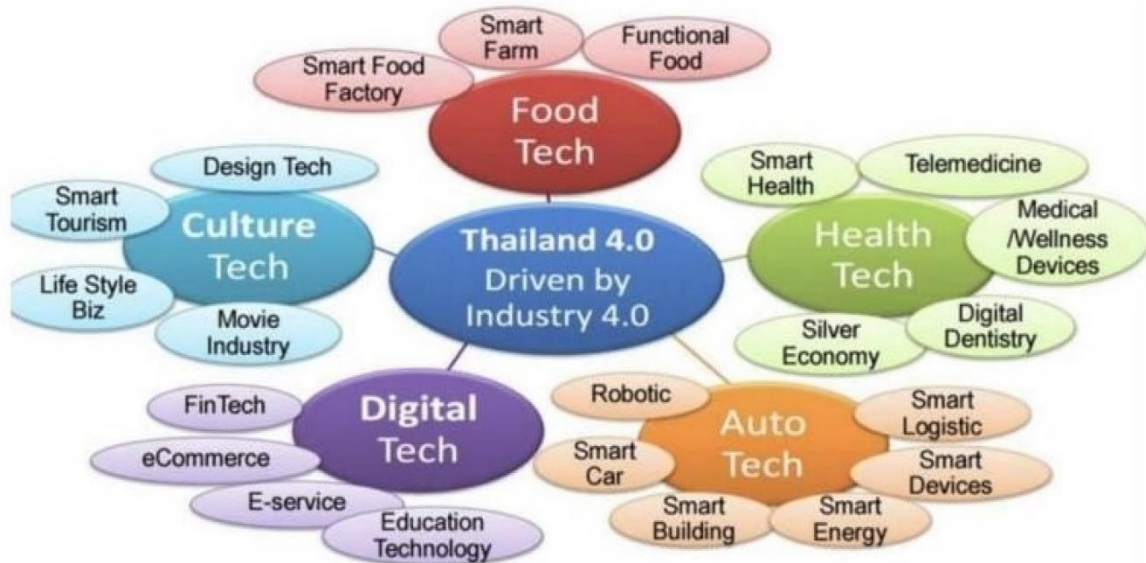 Smart
Farm
Functional
Food
Smart Food
Factory
Food
Tech
Design Tech
Smart
Tourism
Culture
Tech
Life Style
Biz
Movie
Industry
Thailand 4.0
Driven by
Industry 4.0
Smart
Health
Telemedicine
Health
Tech
Medical
/Wellness
Devices
Digital
Dentistry
Silver
Economy
FinTech
Digital
Tech
eCommerce
E-service
Education
Technology
Robotic
Auto
Tech
Smart
Logistic
Smart
Car
Smart
Devices
Smart
Building
Smart
Energy